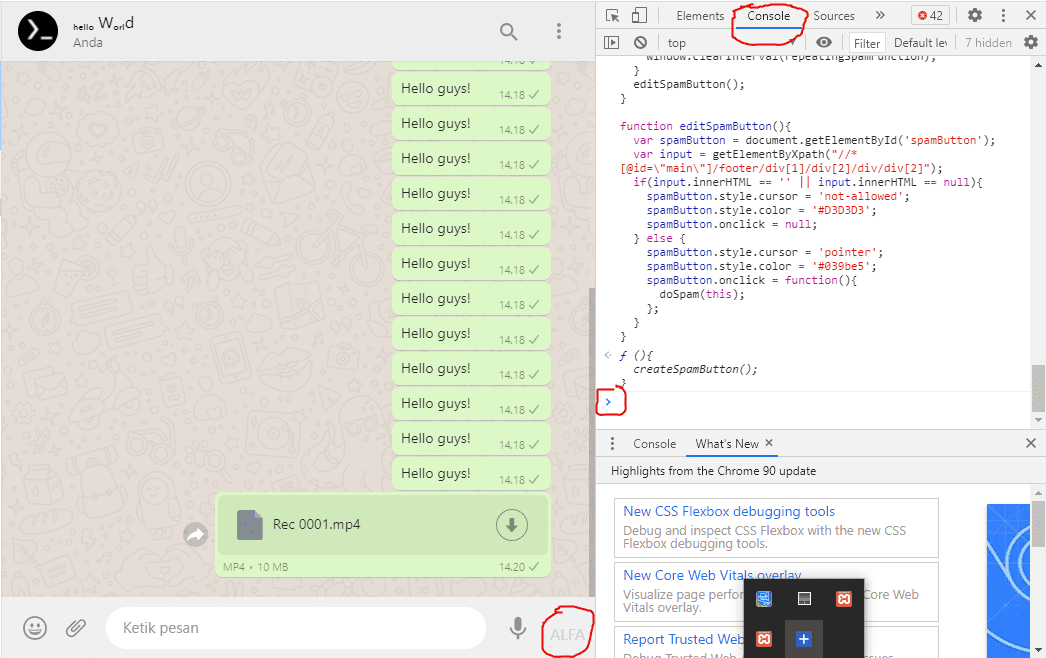 hello World
Anda
14.18
Hello guys! 14.18
Hello guys! 14.18
Hello guys! 14.18
Hello guys! 14.18
Hello guys! 14.18
Hello guys! 14.18
Hello guys! 14.18
Hello guys! 14.18
Hello guys! 14.18
Hello guys! 14.18
Hello guys! 14.18
Hello guys! 14.18
Rec 0001.mp4
MP4 • 10 MB 14.20
Ketik pesan
ALFA
Elements Console Sources » 42
top Filter Default lev 7 hidden
window.clearInterval(repeatingSpamFunction);
}
editSpamButton();
}
function editSpamButton(){
var spamButton = document.getElementById('spamButton');
var input = getElementByXpath("//*
[@id=\"main\"]/footer/div[1]/div[2]/div/div[2]");
if(input.innerHTML == '' || input.innerHTML == null){
spamButton.style.cursor = 'not-allowed';
spamButton.style.color = '#D3D3D3';
spamButton.onclick = null;
} else {
spamButton.style.cursor = 'pointer';
spamButton.style.color = '#039be5';
spamButton.onclick = function(){
doSpam(this);
};
}
}
ƒ (){
createSpamButton();
}
Console What's New
Highlights from the Chrome 90 update
New CSS Flexbox debugging tools
Debug and inspect CSS Flexbox with the new CSS
Flexbox debugging tools.
New Core Web Vitals overlay
Visualize page perfor Core Web
Vitals overlay.
Report Trusted Web
Debug Trusted Web issues